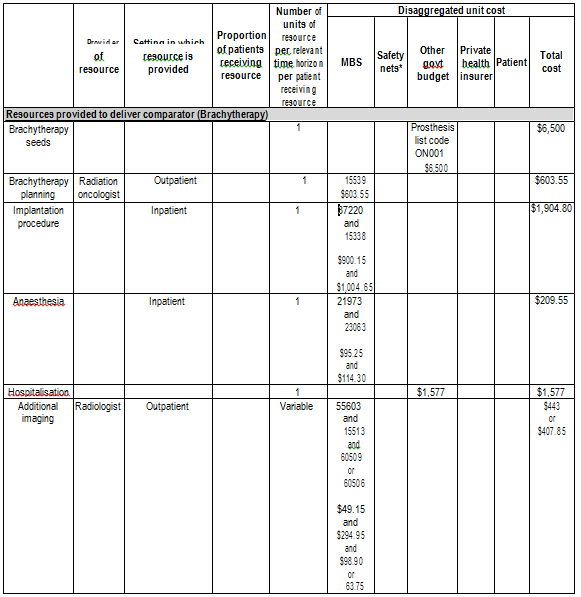 Provider
of
resource
Setting in which
resource is
provided
Proportion
of patients
receiving
resource
Number of
units of
resource
per relevant
time horizon
per patient
receiving
resource
Disaggregated unit cost
MBS
Safety
nets*
Other
govt
budget
Private
health
insurer
Patient
Total
cost
Resources provided to deliver comparator (Brachytherapy)
Brachytherapy
seeds
1
Prosthesis
list code
ON001
$6,500
$6,500
Brachytherapy
planning
Radiation
oncologist
Outpatient
1
15539
$603.55
$603.55
Implantation
procedure
Inpatient
1
37220
and
15338
$900.15
and
$1,004.65
$1,904.80
Anaesthesia
Inpatient
1
21973
and
23063
$95.25
and
$114.30
$209.55
Hospitalisation
1
$1,577
$1,577
Additional
imaging
Radiologist
Outpatient
Variable
55603
and
15513
and
60509
or
60506
$49.15
and
$294.95
and
$98.90
or
63.75
$443
or
$407.85